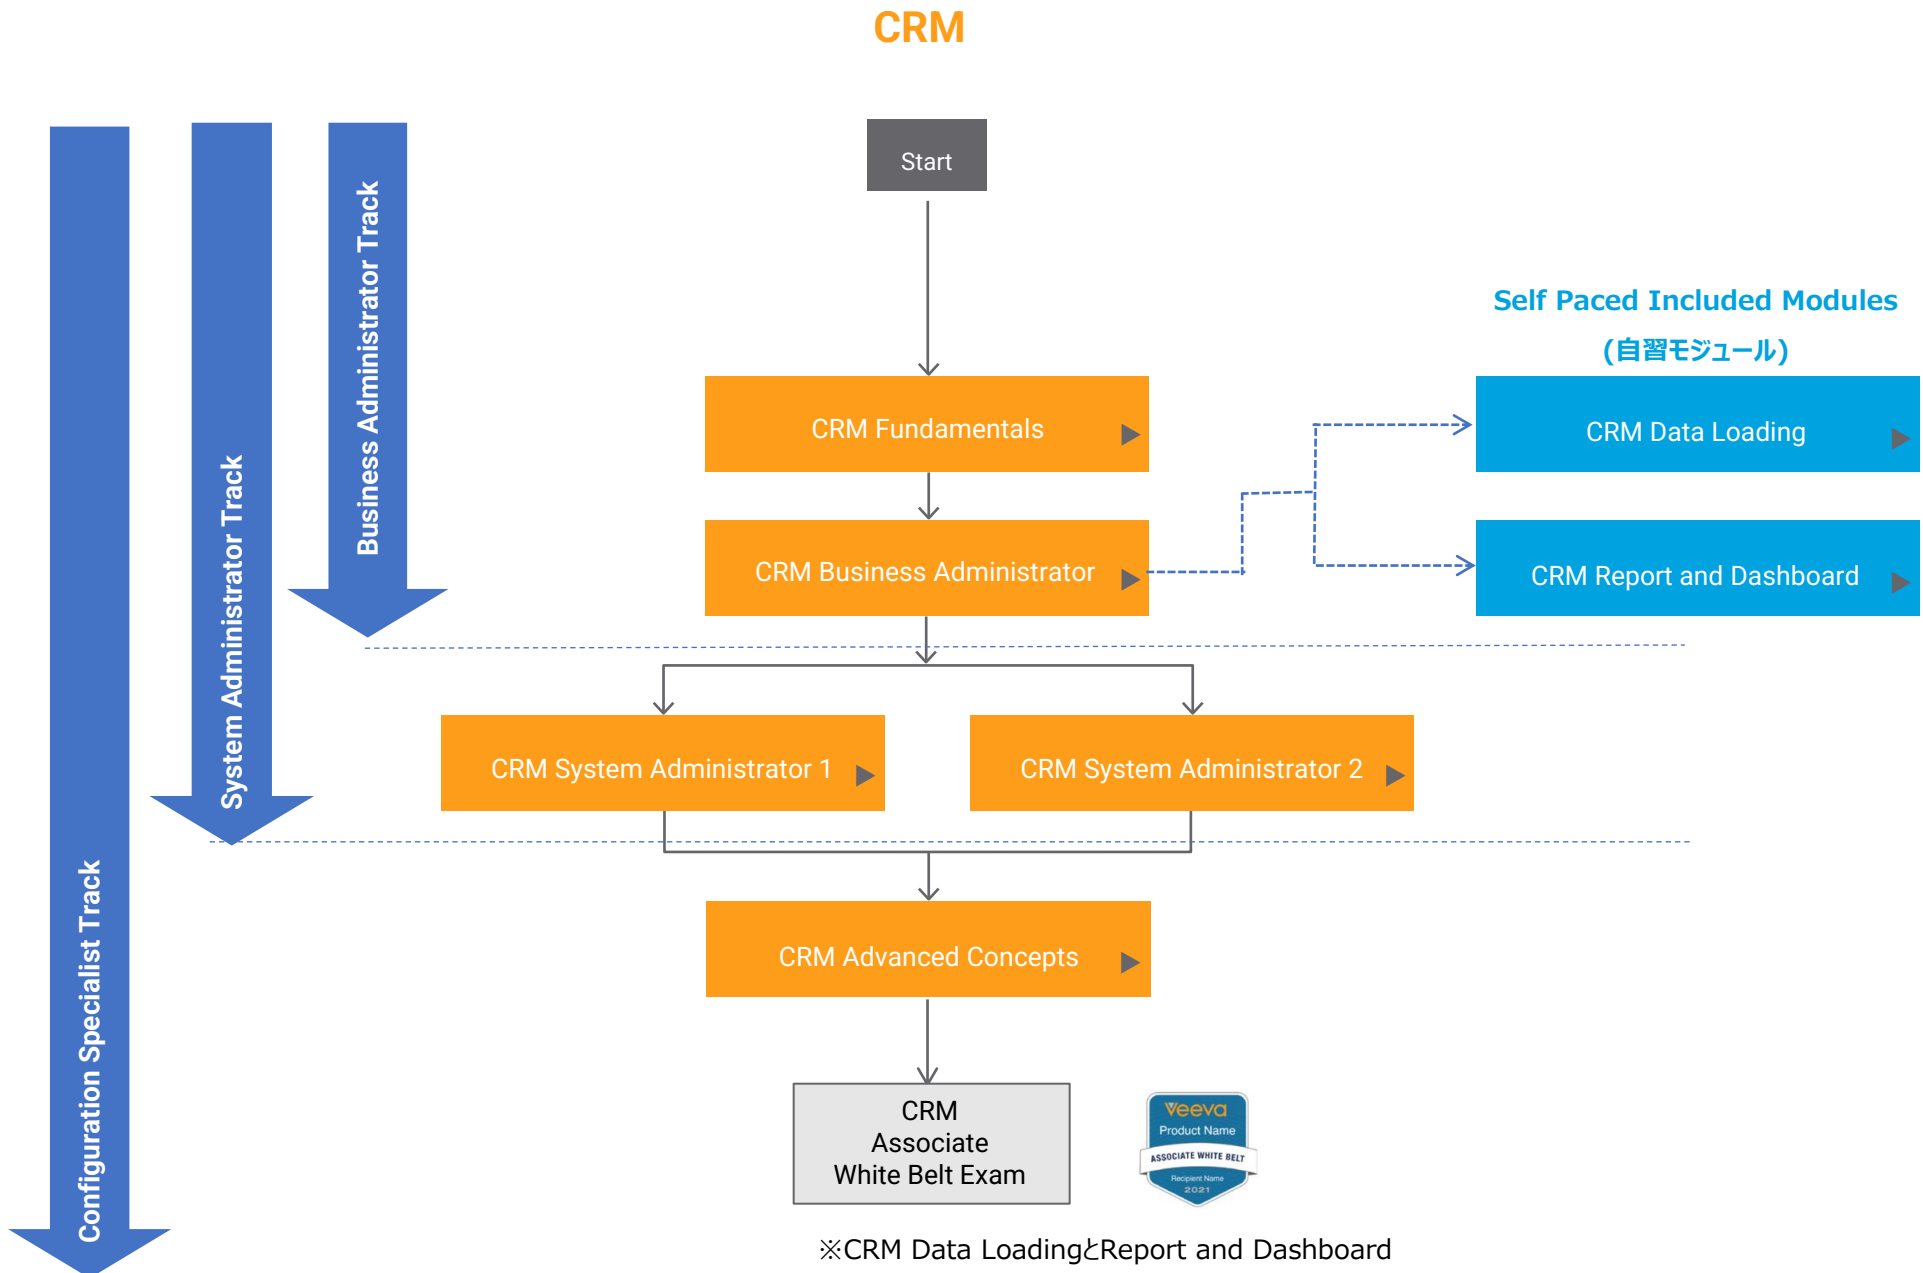 CRM
Start
Business Administrator Track
System Administrator Track
Configuration Specialist Track
Self Paced Included Modules
(自習モジュール)
CRM Fundamentals
CRM Data Loading
CRM Business Administrator
CRM Report and Dashboard
CRM System Administrator 1
CRM System Administrator 2
CRM Advanced Concepts
CRM
Associate
White Belt Exam
Veeva
Product Name
ASSOCIATE WHITE BELT
Recipient Name
2021
※CRM Data LoadingとReport and Dashboard